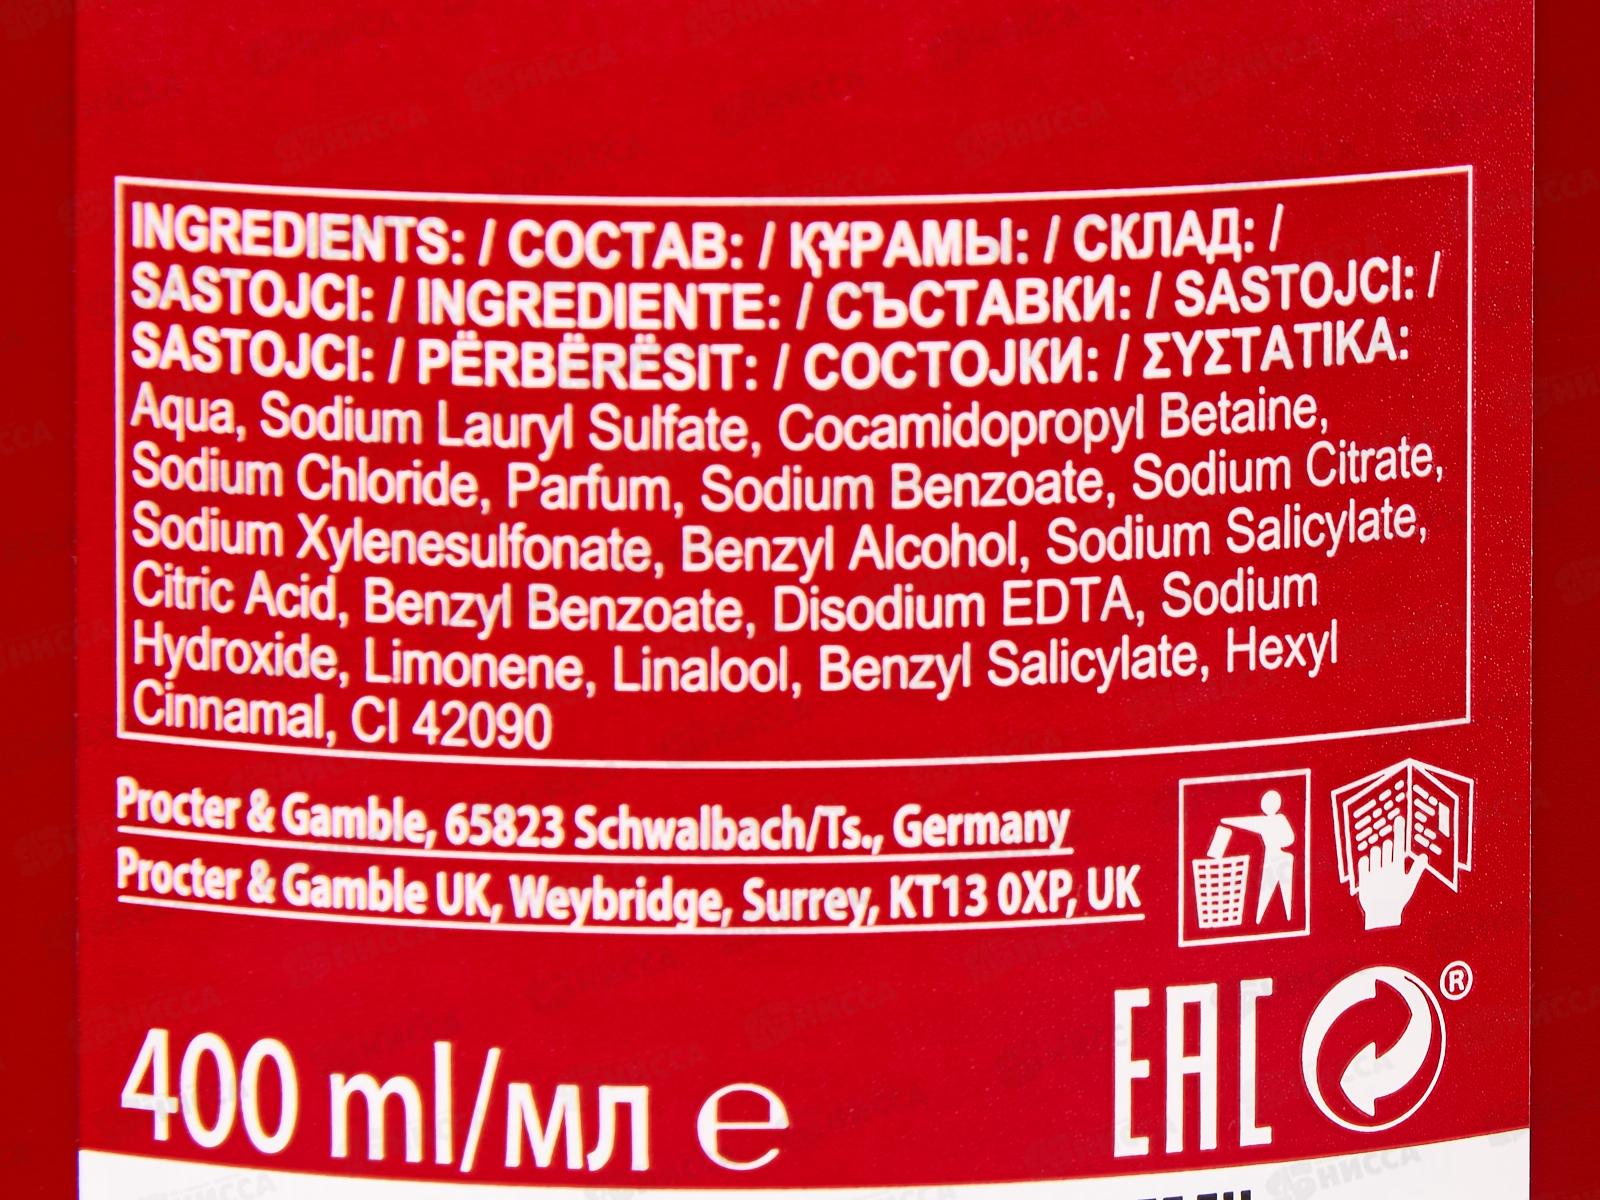 INGREDIENTS: / СОСТАВ: / ҚҰРАМЫ: / СКЛАД: /
SASTOJCI: / INGREDIENTE: / СЪСТАВКИ: / SASTOJCI: /
SASTOJCI: / PËRBËRËSIT: / СОСТОЈКИ: / ΣΥΣΤΑΤΙΚΑ:
Aqua, Sodium Lauryl Sulfate, Cocamidopropyl Betaine,
Sodium Chloride, Parfum, Sodium Benzoate, Sodium Citrate,
Sodium Xylenesulfonate, Benzyl Alcohol, Sodium Salicylate,
Citric Acid, Benzyl Benzoate, Disodium EDTA, Sodium
Hydroxide, Limonene, Linalool, Benzyl Salicylate, Hexyl
Cinnamal, CI 42090
Procter & Gamble, 65823 Schwalbach/Ts., Germany
Procter & Gamble UK, Weybridge, Surrey, KT13 0XP, UK
EAC ®
400 ml/мл ℮